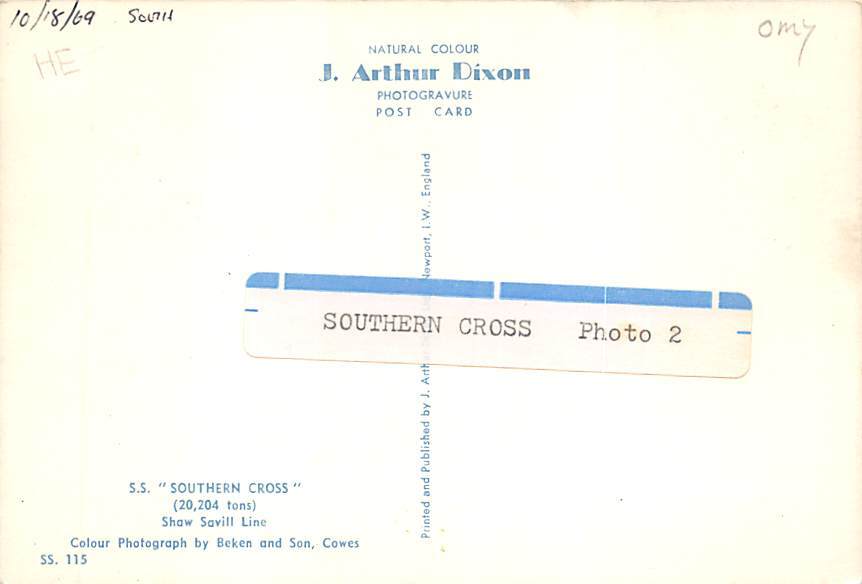 10/18/69 South
HE
omy
NATURAL COLOUR
J. Arthur Dixon
PHOTOGRAVURE
POST CARD
Printed and Published by J. Arth Newport, I.W., England
SOUTHERN CROSS Photo 2
S.S. "SOUTHERN CROSS"
(20,204 tons)
Shaw Savill Line
Colour Photograph by Beken and Son, Cowes
SS. 115